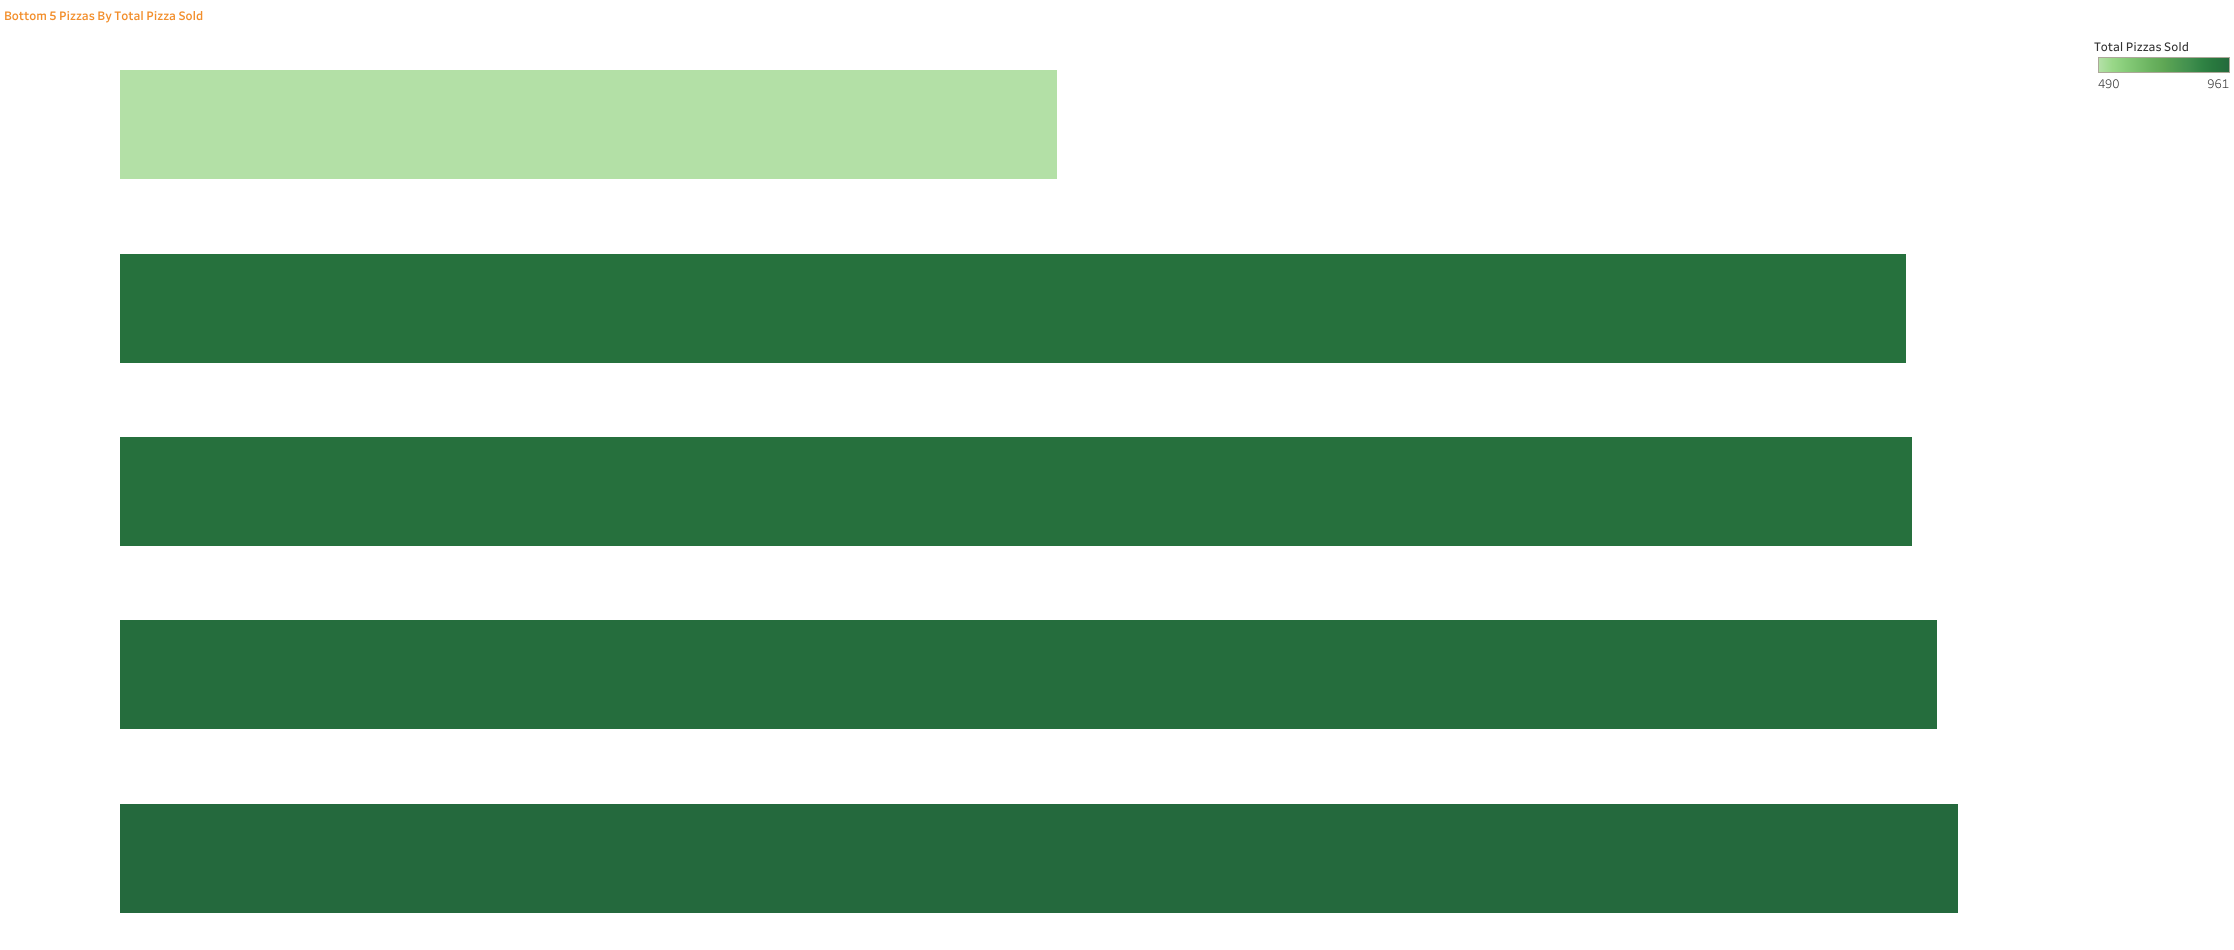 Bottom 5 Pizzas By Total Pizza Sold
Total Pizzas Sold
490 961